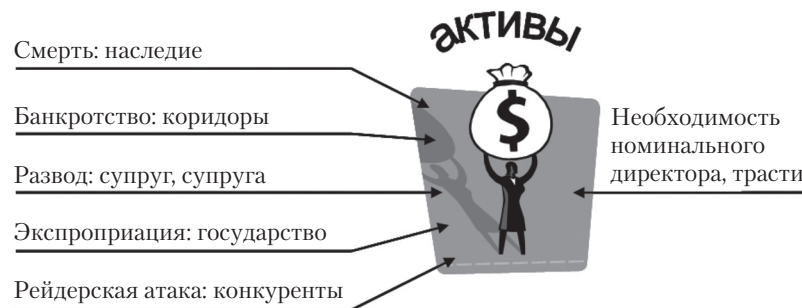 активы
Смерть: наследие
Банкротство: коридоры
Развод: супруг, супруга
Экспроприация: государство
Рейдерская атака: конкуренты
$
Необходимость
номинального
директора, трасти